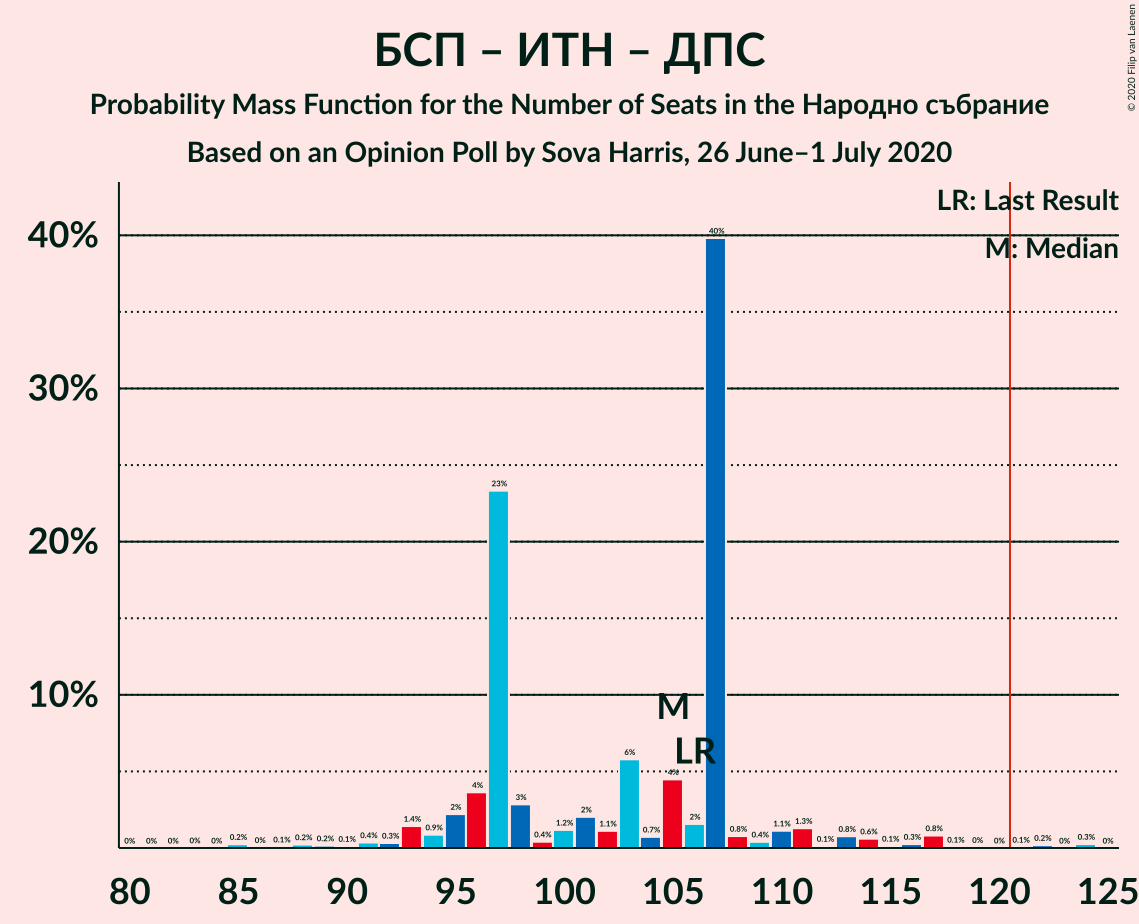 БСП – ИТН – ДПС
Probability Mass Function for the Number of Seats in the Народно събрание
Based on an Opinion Poll by Sova Harris, 26 June–1 July 2020
© 2020 Filip van Laenen
LR: Last Result
M: Median
40%
30%
20%
10%
0% 0% 0% 0% 0% 0.2% 0% 0.1% 0.2% 0.2% 0.1% 0.4% 0.3% 1.4% 0.9% 2% 4% 23% 3% 0.4% 1.2% 2% 1.1% 6% 0.7% 4% 2% 40% 0.8% 0.4% 1.1% 1.3% 0.1% 0.8% 0.6% 0.1% 0.3% 0.8% 0.1% 0% 0% 0.1% 0.2% 0% 0.3% 0%
M
LR
80 85 90 95 100 105 110 115 120 125